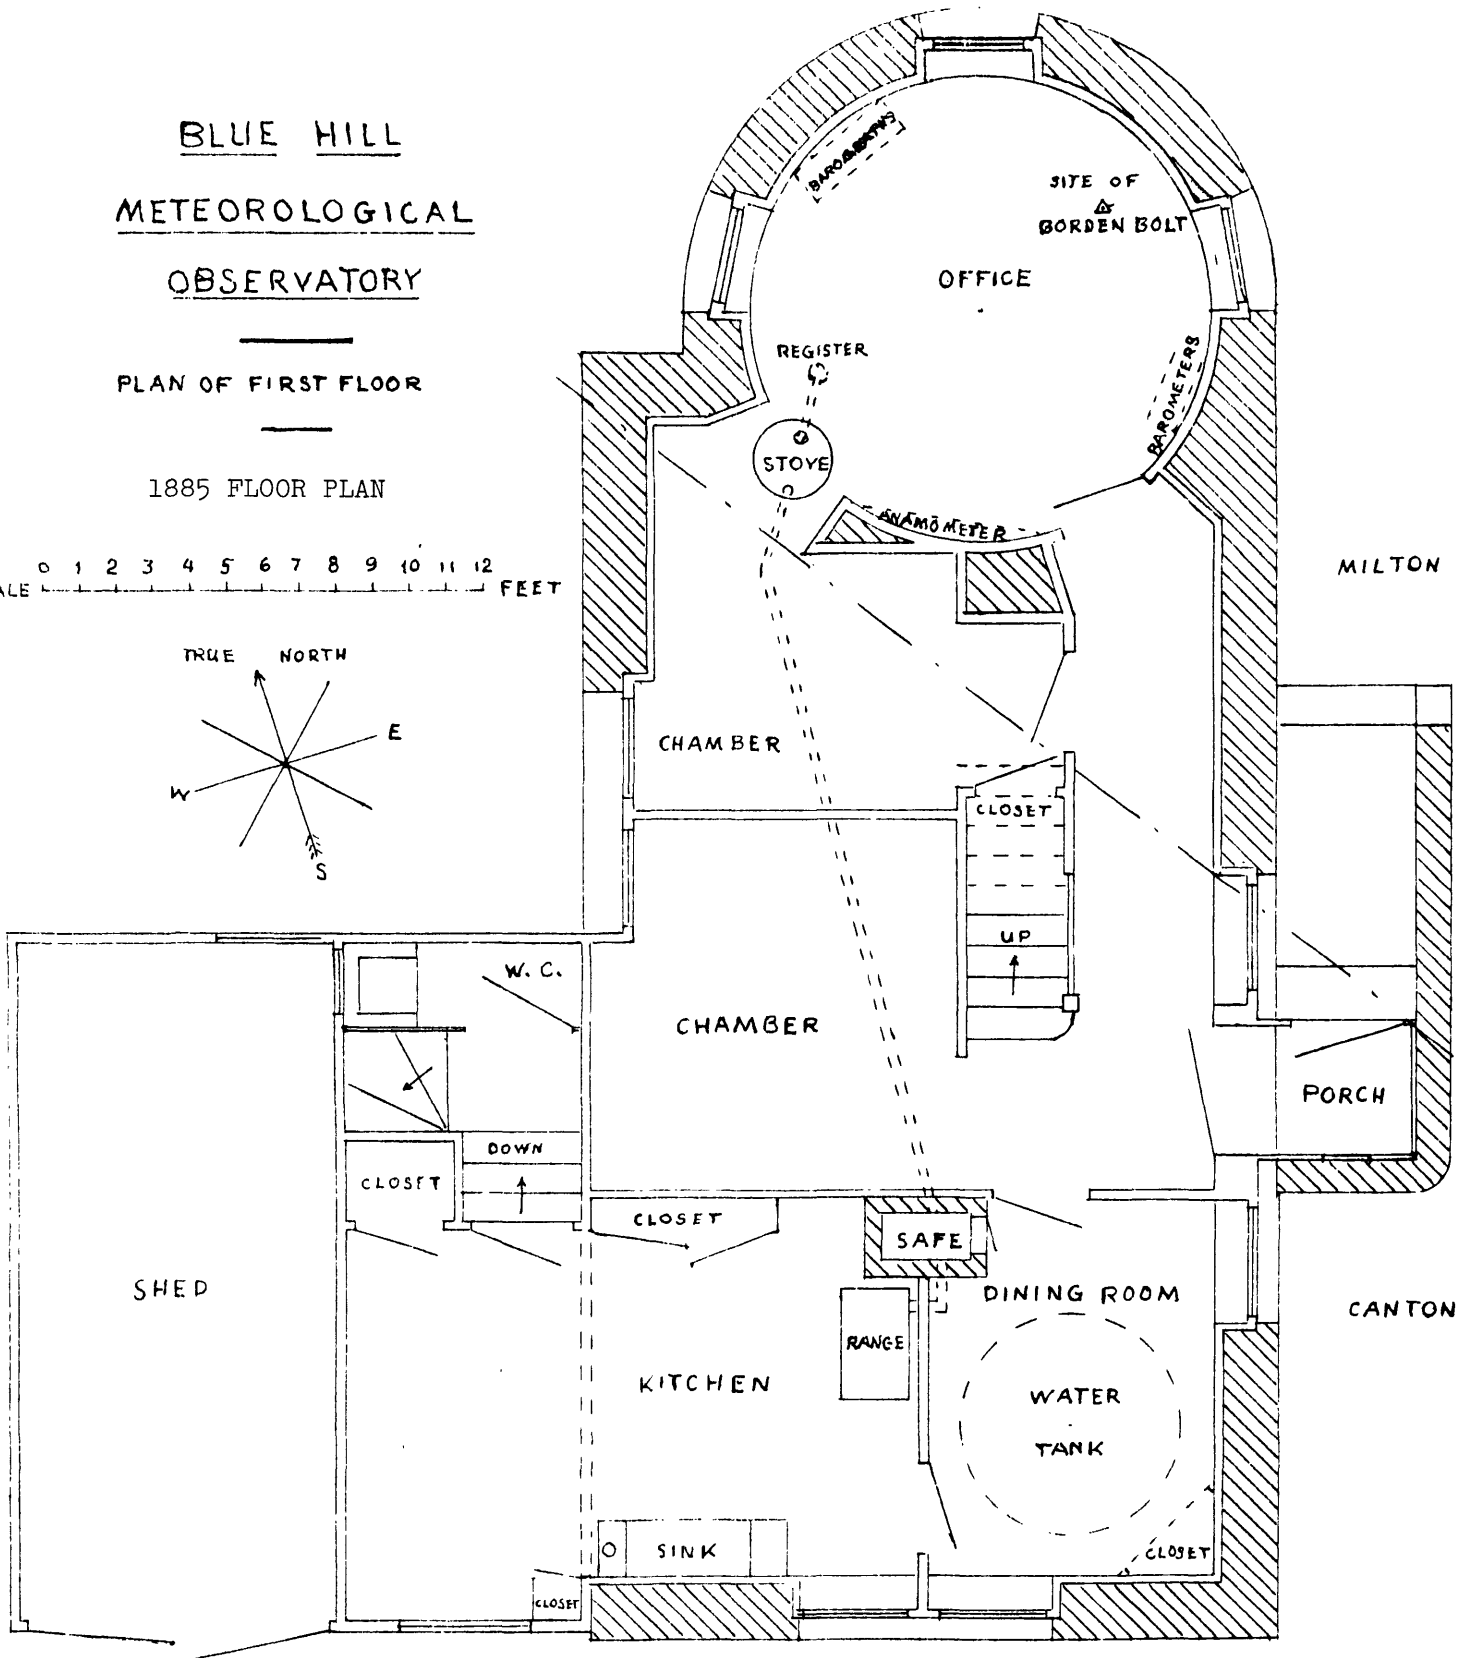 BLUE HILL
METEOROLOGICAL
OBSERVATORY
PLAN OF FIRST FLOOR
1885 FLOOR PLAN
0 1 2 3 4 5 6 7 8 9 10 11 12
ALE FEET
TRUE NORTH
E
W
S
SITE OF
BORDEN BOLT
OFFICE
REGISTER
BAROMETERS
STOVE
ANAMOMETER
MILTON
CHAMBER
CLOSET
UP
W.C.
CHAMBER
PORCH
DOWN
CLOSET
CLOSET
SAFE
SHED
DINING ROOM
CANTON
RANGE
KITCHEN
WATER
TANK
SINK
CLOSET
CLOSET